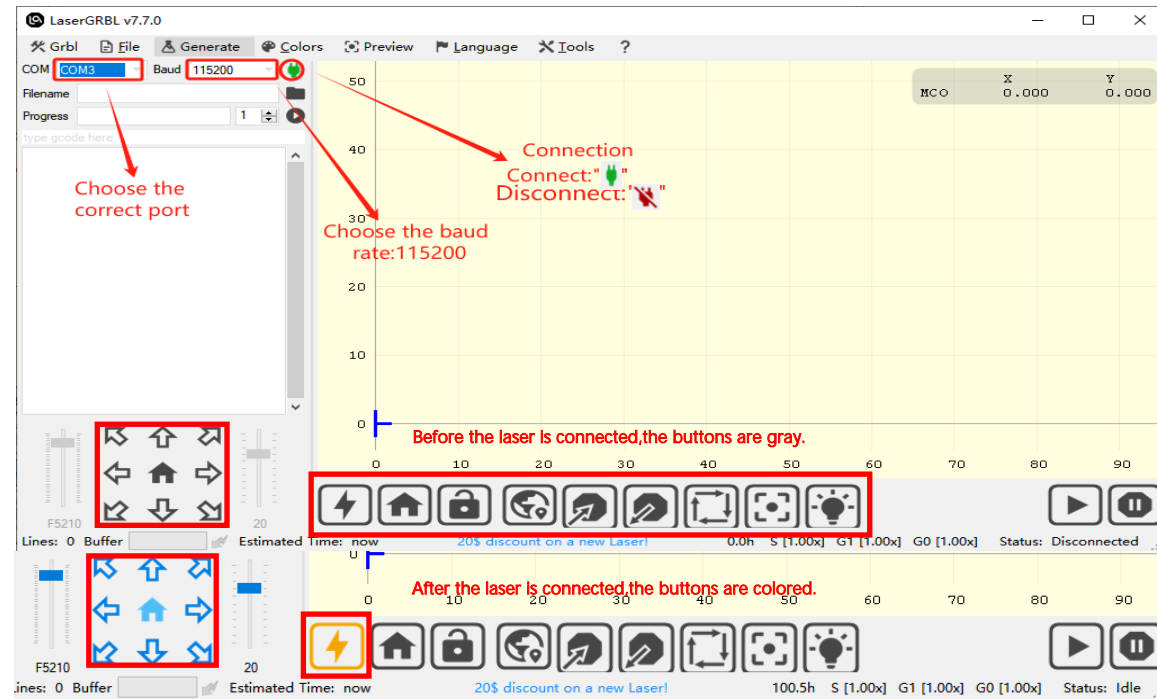 LaserGRBL v7.7.0
Grbl File Generate Colors Preview Language Tools ?
COM COM3 Baud 115200
Filename
Progress 1
type gcode here
X Y
MCO 0.000 0.000
50
40
30
20
10
0
Connection
Connect:" "
Disconnect:" "
Choose the
correct port
Choose the baud
rate:115200
Before the laser is connected,the buttons are gray.
0 10 20 30 40 50 60 70 80 90
F5210 20
Lines: 0 Buffer Estimated Time: now 20$ discount on a new Laser! 0.0h S [1.00x] G1 [1.00x] G0 [1.00x] Status: Disconnected
After the laser is connected,the buttons are colored.
0 10 20 30 40 50 60 70 80 90
F5210 20
ines: 0 Buffer Estimated Time: now 20$ discount on a new Laser! 100.5h S [1.00x] G1 [1.00x] G0 [1.00x] Status: Idle